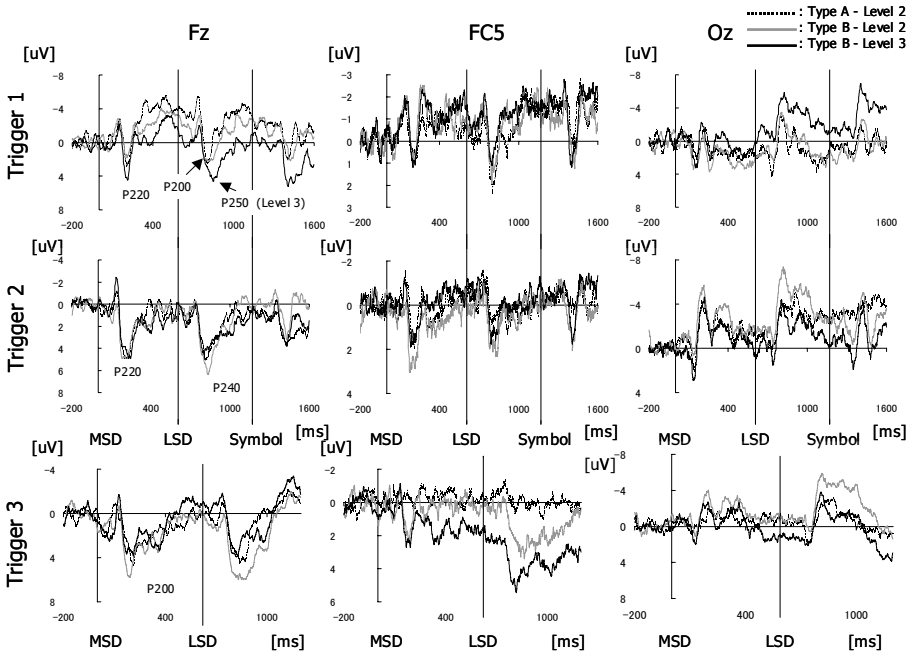 : Type A - Level 2
: Type B - Level 2
: Type B - Level 3
Fz FC5 Oz
Trigger 1
[uV] [uV] [uV]
-8 -3 -8
-4 -2 -4
0 -1 0
4 0 4
8 1 8
2
3
P220 P200
P250 (Level 3)
-200 400 1000 1600 -200 400 1000 1600 -200 400 1000 1600
Trigger 2
[uV] [uV] [uV]
-4 -2 -8
-2 0 -4
0 2 0
2 4 4
4
6
8
P220 P240
-200 400 1000 1600 -200 400 1000 1600 -200 400 1000 1600
MSD LSD Symbol [ms] MSD LSD Symbol [ms] MSD LSD Symbol [ms]
Trigger 3
[uV] [uV] [uV]
-4 -2 -8
0 0 -4
4 2 0
8 4 4
6 8
P200
-200 400 1000 -200 400 1000 -200 400 1000
MSD LSD [ms] MSD LSD [ms] MSD LSD [ms]